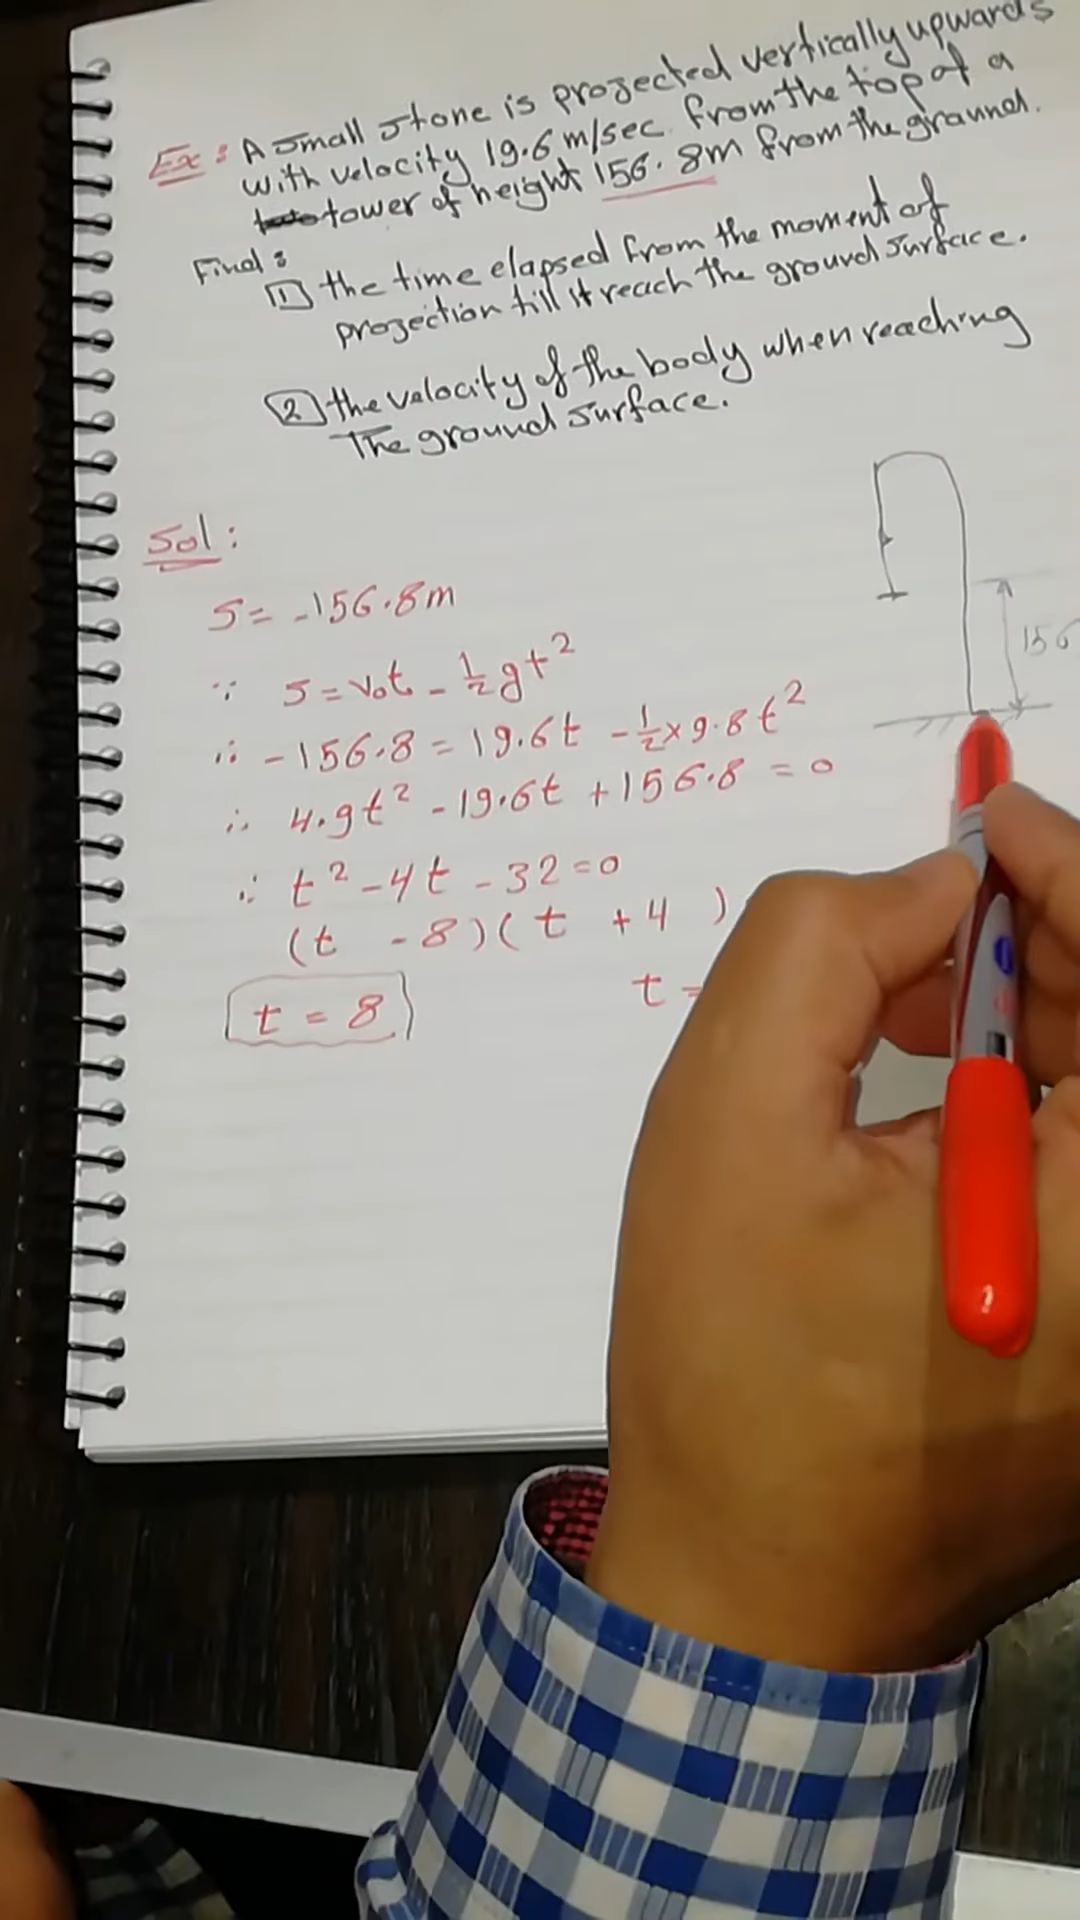 Ex: A small stone is projected vertically upwards
with velocity 19.6 m/sec. from the top of a
tower of height 156.8m from the ground.
Find:
1 the time elapsed from the moment of
projection till it reach the ground surface.
2 the velocity of the body when reaching
The ground surface.
Sol:
S = -156.8m
∵ S = V₀t - 1/2 gt²
∴ -156.8 = 19.6t - 1/2 × 9.8t²
∴ 4.9t² - 19.6t + 156.8 = 0
∴ t² - 4t - 32 = 0
(t - 8)(t + 4)
t = 8
t =
156